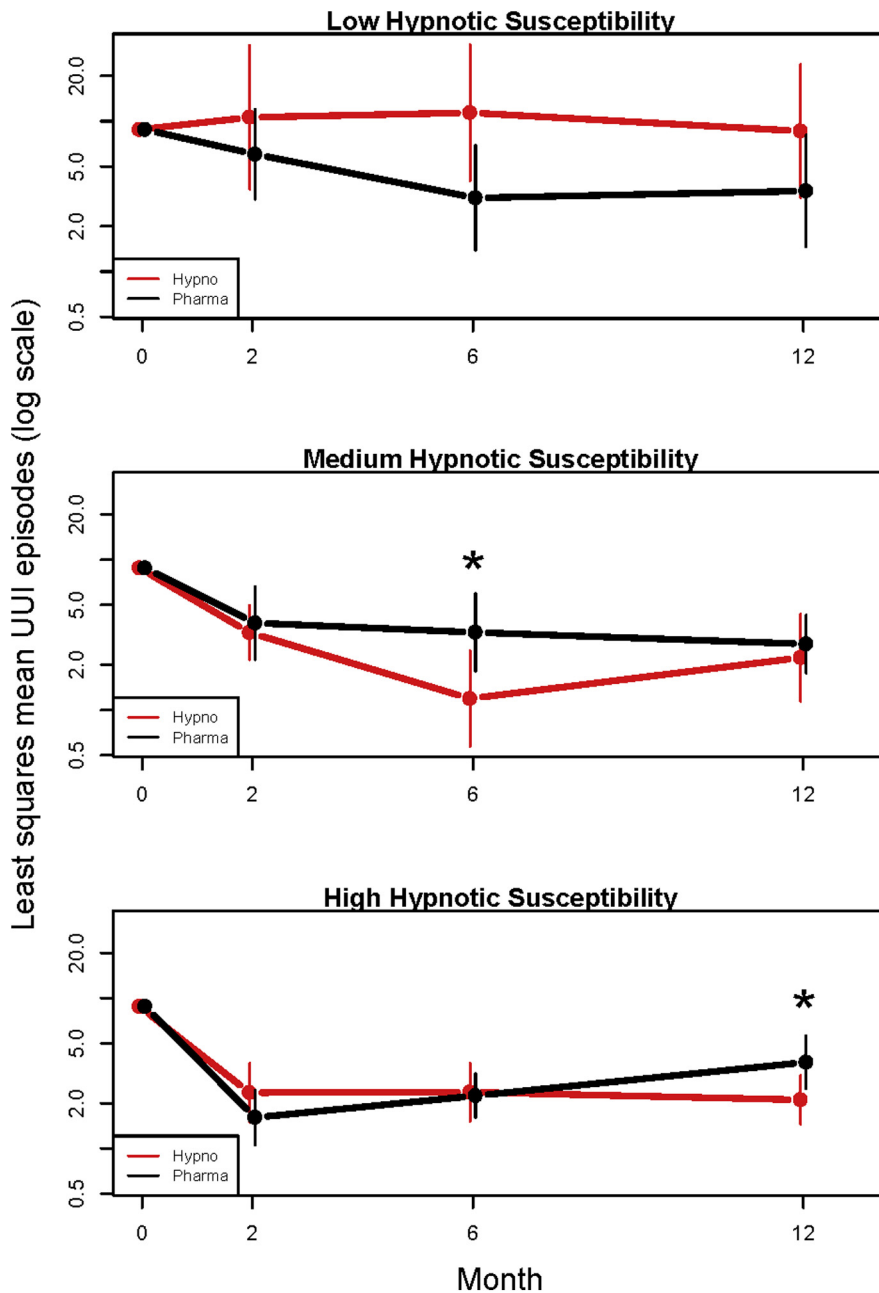 Low Hypnotic Susceptibility
20.0
5.0
2.0
0.5
Hypno
Pharma
0
2
6
12
Least squares mean UUI episodes (log scale)
Medium Hypnotic Susceptibility
20.0
5.0
2.0
0.5
*
Hypno
Pharma
0
2
6
12
High Hypnotic Susceptibility
20.0
5.0
2.0
0.5
*
Hypno
Pharma
0
2
6
12
Month